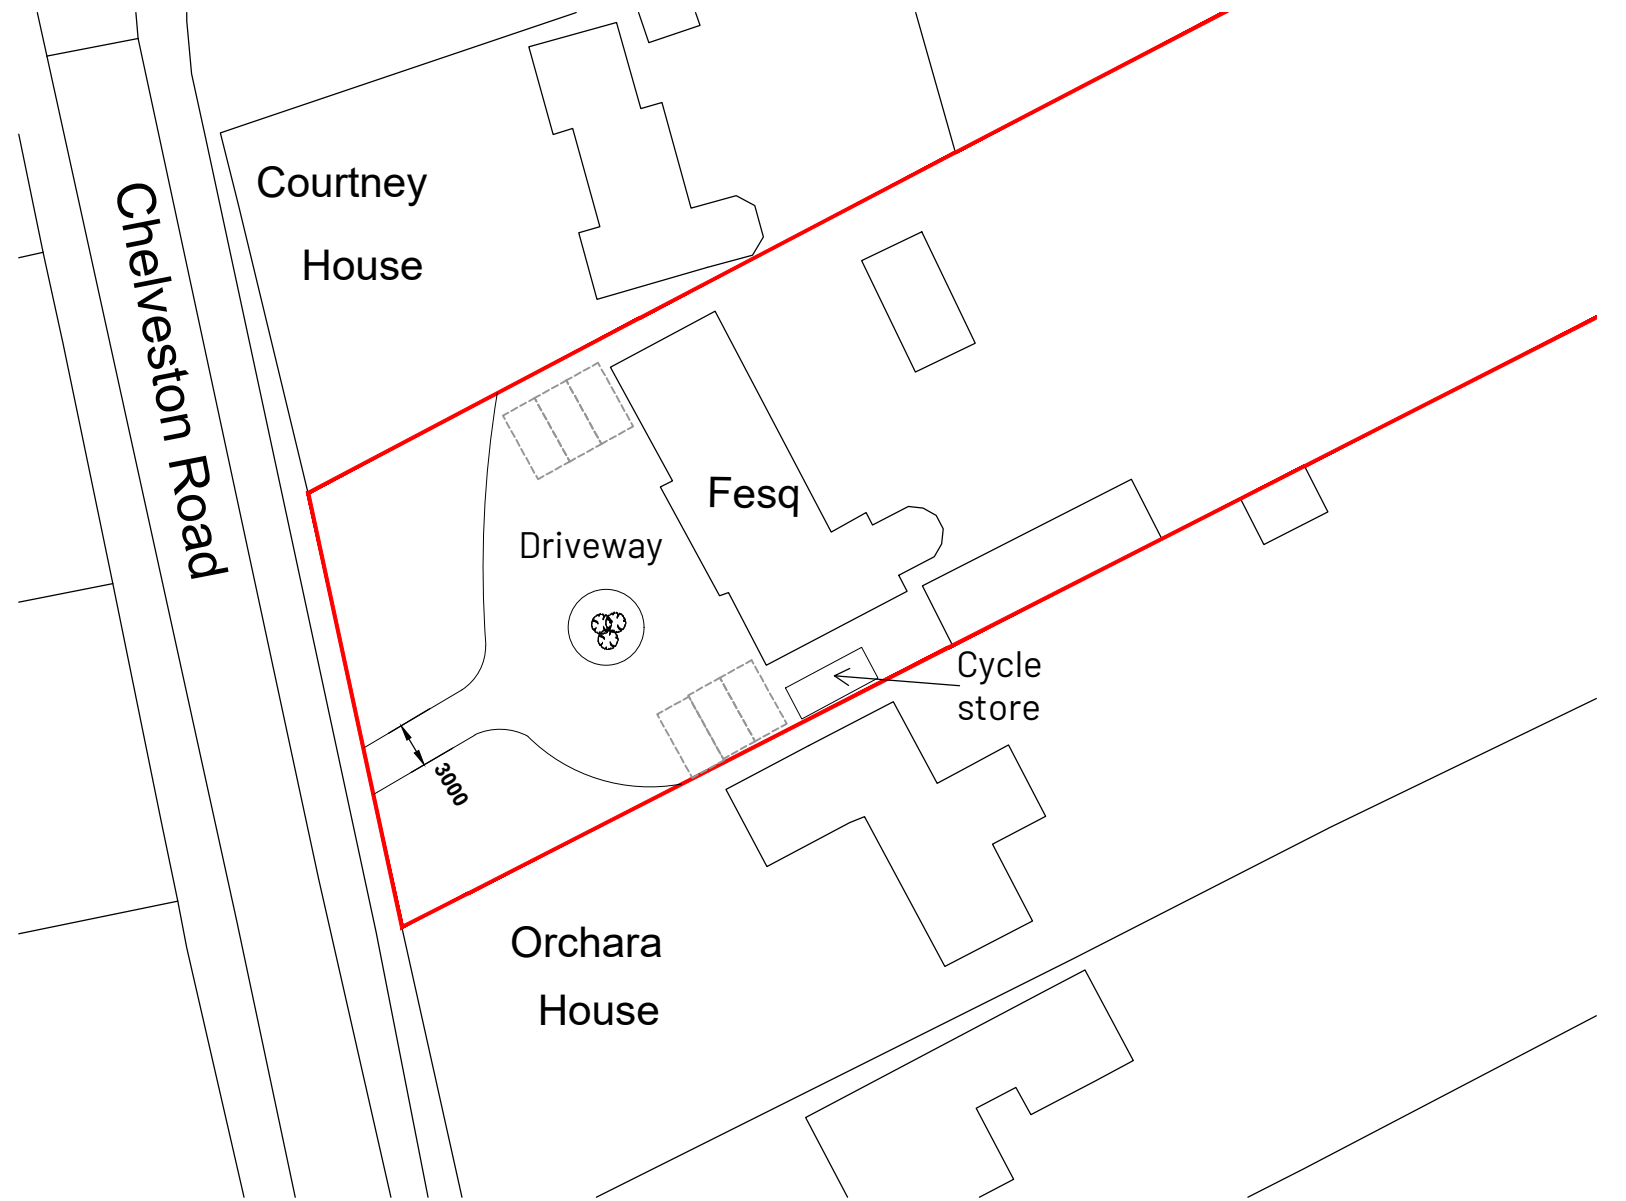 Courtney
House
Chelveston Road
Fesq
Driveway
Cycle
store
3000
Orchara
House